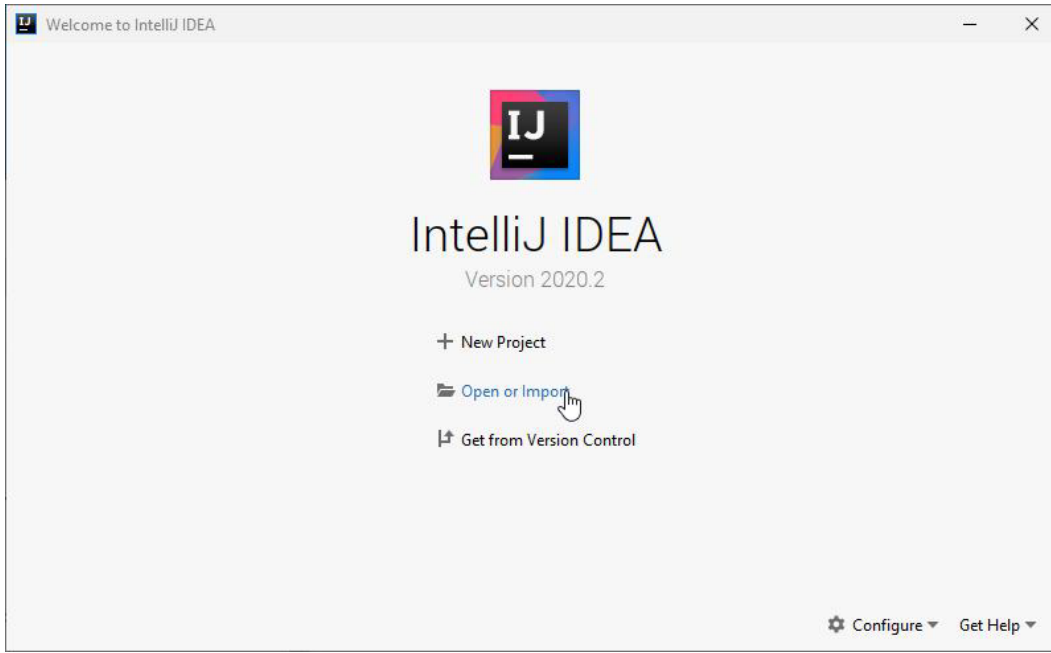 IJ Welcome to IntelliJ IDEA
IJ
IntelliJ IDEA
Version 2020.2
New Project
Open or Import
Get from Version Control
Configure Get Help